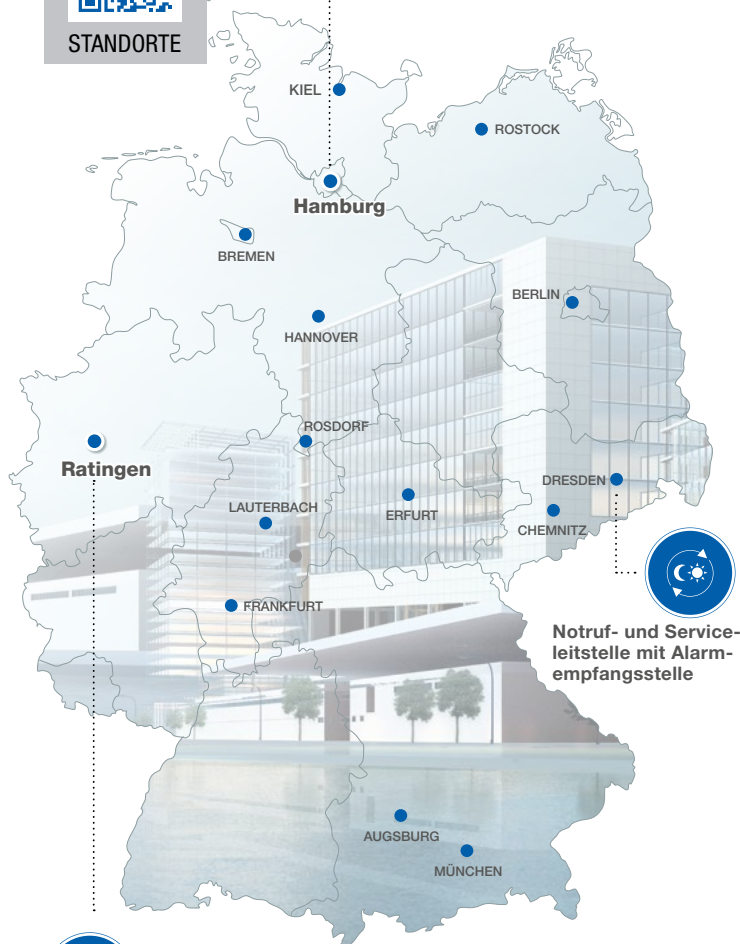 STANDORTE
KIEL
ROSTOCK
Hamburg
BREMEN
BERLIN
HANNOVER
ROSDORF
Ratingen
DRESDEN
LAUTERBACH
ERFURT
CHEMNITZ
FRANKFURT
Notruf- und Service-
leitstelle mit Alarm-
empfangsstelle
AUGSBURG
MÜNCHEN